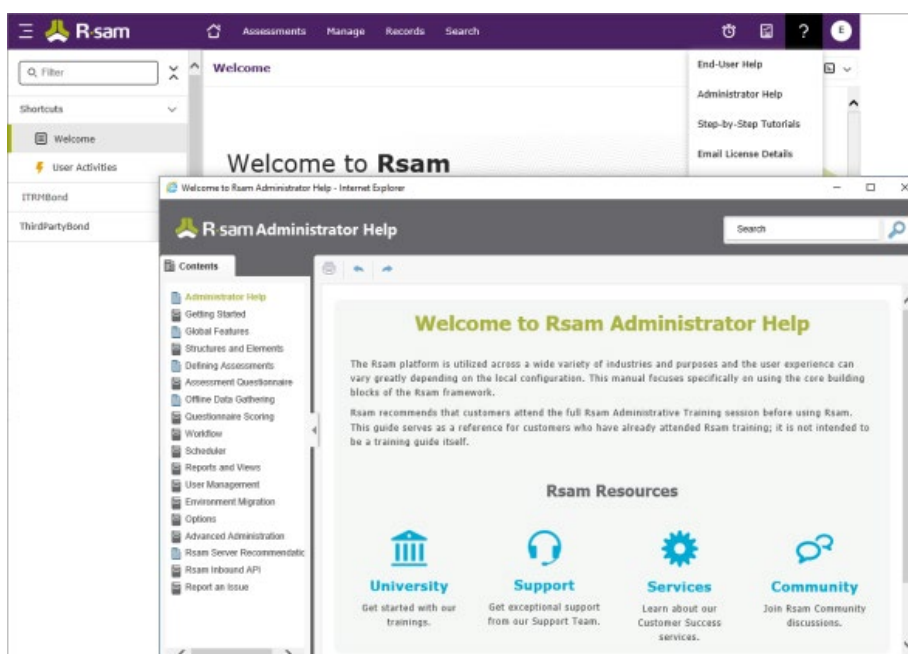 Rsam
Assessments Manage Records Search
?
E
Filter
Welcome
End-User Help
Administrator Help
Step-by-Step Tutorials
Email License Details
Shortcuts
Welcome
User Activities
ITRMBond
ThirdPartyBond
Welcome to Rsam
Welcome to Rsam Administrator Help - Internet Explorer
Rsam Administrator Help
Search
Contents
Administrator Help
Getting Started
Global Features
Structures and Elements
Defining Assessments
Assessment Questionnaire
Offline Data Gathering
Questionnaire Scoring
Workflow
Scheduler
Reports and Views
User Management
Environment Migration
Options
Advanced Administration
Rsam Server Recommendatic
Rsam Inbound API
Report an Issue
Welcome to Rsam Administrator Help
The Rsam platform is utilized across a wide variety of industries and purposes and the user experience can
vary greatly depending on the local configuration. This manual focuses specifically on using the core building
blocks of the Rsam framework.
Rsam recommends that customers attend the full Rsam Administrative Training session before using Rsam.
This guide serves as a reference for customers who have already attended Rsam training; it is not intended to
be a training guide itself.
Rsam Resources
University
Get started with our
trainings.
Support
Get exceptional support
from our Support Team.
Services
Learn about our
Customer Success
services.
Community
Join Rsam Community
discussions.